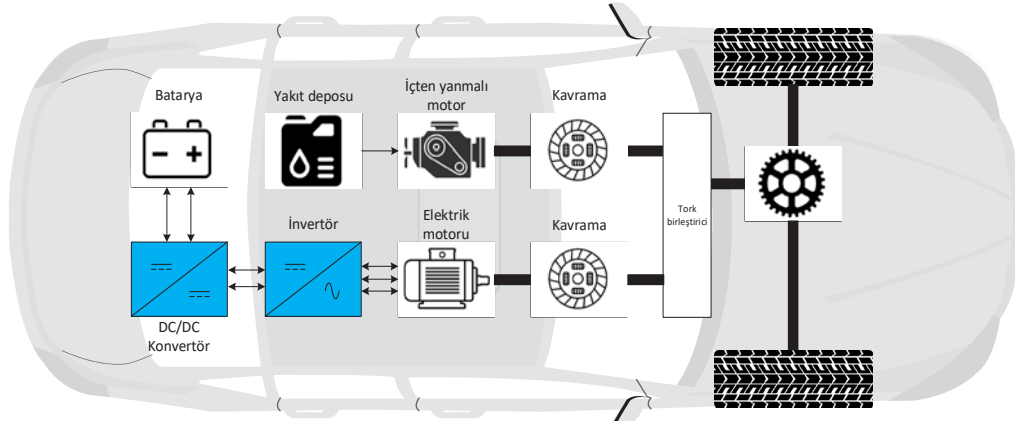 Batarya
Yakıt deposu
İçten yanmalı
motor
Kavrama
Tork
birleştirici
İnvertör
Elektrik
motoru
Kavrama
DC/DC
Konvertör